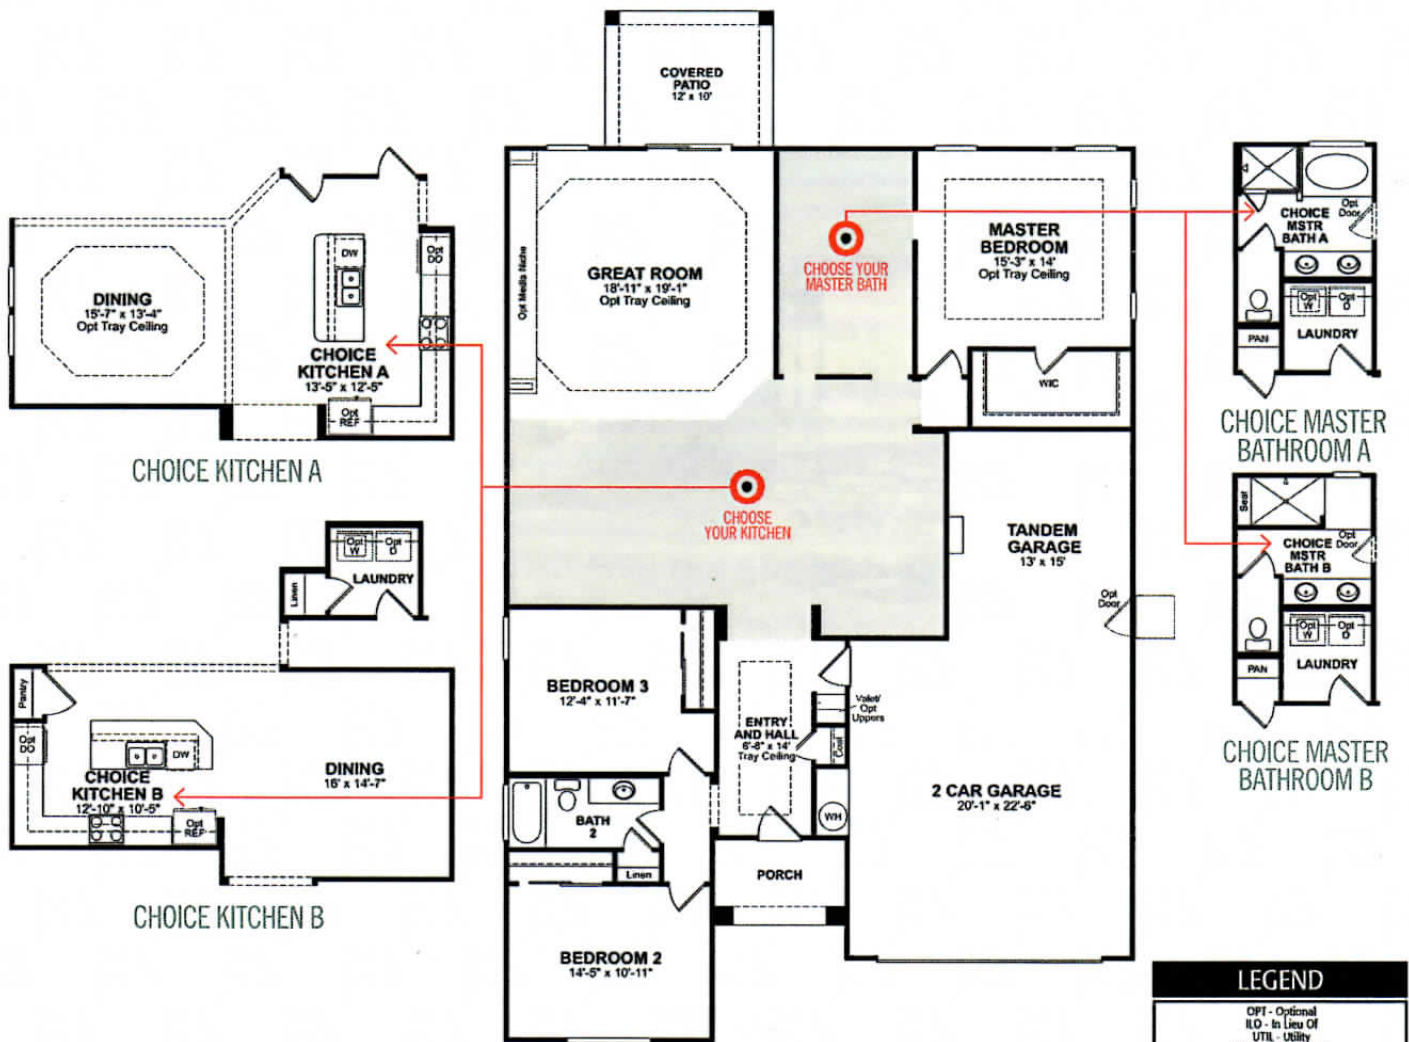 COVERED
PATIO
12' x 10'
GREAT ROOM
18'-11" x 19'-1"
Opt Tray Ceiling
Opt Media Niche
CHOOSE YOUR
MASTER BATH
MASTER
BEDROOM
15'-3" x 14'
Opt Tray Ceiling
WIC
CHOOSE
YOUR KITCHEN
TANDEM
GARAGE
13' x 15'
Opt
Door
BEDROOM 3
12'-4" x 11'-7"
ENTRY
AND HALL
6'-8" x 14'
Tray Ceiling
Valet/
Opt
Uppers
Coat
WH
2 CAR GARAGE
20'-1" x 22'-6"
BATH
2
Linen
PORCH
BEDROOM 2
14'-5" x 10'-11"
DINING
15'-7" x 13'-4"
Opt Tray Ceiling
DW
Opt
DO
CHOICE
KITCHEN A
13'-5" x 12'-5"
Opt
REF
CHOICE KITCHEN A
Opt
W
Opt
D
LAUNDRY
Linen
Pantry
Opt
DO
DW
CHOICE
KITCHEN B
12'-10" x 10'-5"
Opt
REF
DINING
16' x 14'-7"
CHOICE KITCHEN B
CHOICE
MSTR
BATH A
Opt
Door
Opt
W
Opt
D
PAN
LAUNDRY
CHOICE MASTER
BATHROOM A
Seat
CHOICE
MSTR
BATH B
Opt
Door
Opt
W
Opt
D
PAN
LAUNDRY
CHOICE MASTER
BATHROOM B
LEGEND
OPT - Optional
ILO - In Lieu Of
UTIL - Utility